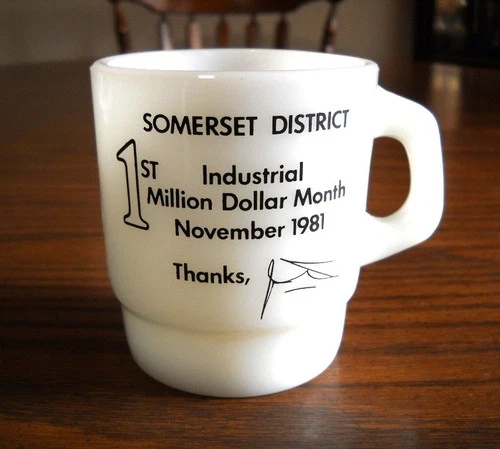 SOMERSET DISTRICT
1ST Industrial
Million Dollar Month
November 1981
Thanks,